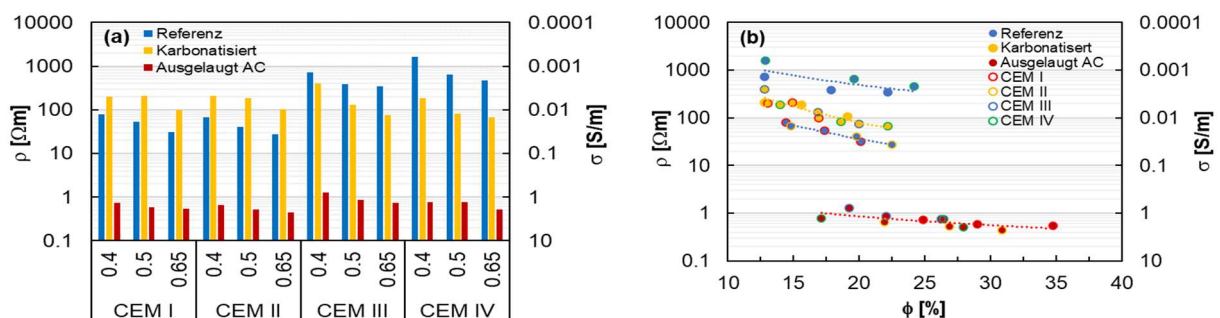 (a)
Referenz
Karbonatisiert
Ausgelaugt AC
ρ [Ωm]
10000
1000
100
10
1
0.1
0.0001
0.001
0.01
0.1
1
10
σ [S/m]
0.4 0.5 0.65 0.4 0.5 0.65 0.4 0.5 0.65 0.4 0.5 0.65
CEM I CEM II CEM III CEM IV
(b)
Referenz
Karbonatisiert
Ausgelaugt AC
CEM I
CEM II
CEM III
CEM IV
ρ [Ωm]
10000
1000
100
10
1
0.1
0.0001
0.001
0.01
0.1
1
10
σ [S/m]
10 15 20 25 30 35 40
ϕ [%]